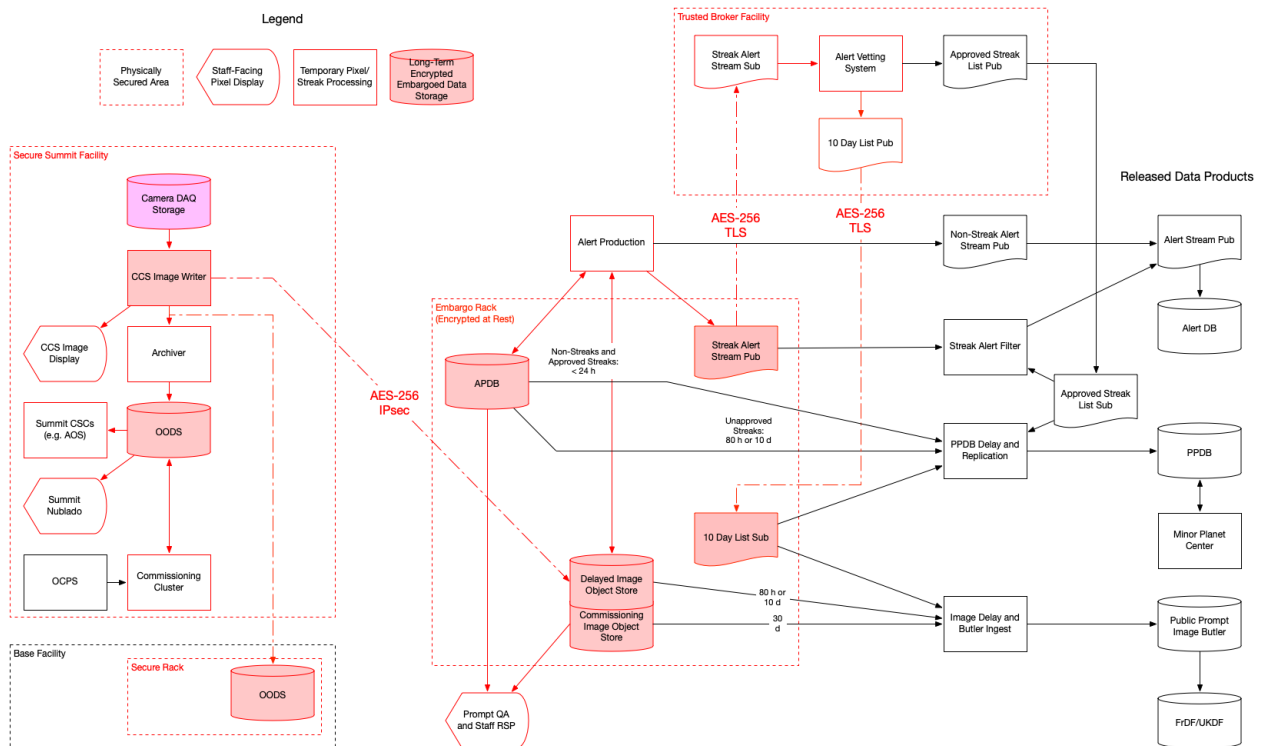 Legend
Physically
Secured Area
Staff-Facing
Pixel Display
Temporary Pixel/
Streak Processing
Long-Term
Encrypted
Embargoed Data
Storage
Trusted Broker Facility
Streak Alert
Stream Sub
Alert Vetting
System
Approved Streak
List Pub
10 Day List Pub
Secure Summit Facility
Camera DAQ
Storage
CCS Image Writer
CCS Image
Display
Archiver
Summit CSCs
(e.g. AOS)
OODS
Summit
Nublado
OCPS
Commissioning
Cluster
Base Facility
Secure Rack
OODS
AES-256
IPsec
AES-256
TLS
AES-256
TLS
Alert Production
Embargo Rack
(Encrypted at Rest)
Non-Streaks and
Approved Streaks:
< 24 h
Streak Alert
Stream Pub
APDB
Unapproved
Streaks:
80 h or 10 d
10 Day List Sub
Delayed Image
Object Store
Commissioning
Image Object
Store
80 h or
10 d
30
d
Prompt QA
and Staff RSP
Released Data Products
Non-Streak Alert
Stream Pub
Alert Stream Pub
Alert DB
Streak Alert Filter
Approved Streak
List Sub
PPDB Delay and
Replication
PPDB
Minor Planet
Center
Image Delay and
Butler Ingest
Public Prompt
Image Butler
FrDF/UKDF